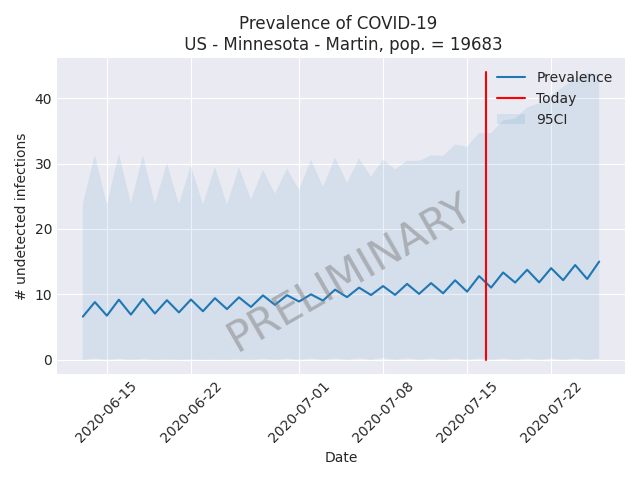 Prevalence of COVID-19
US - Minnesota - Martin, pop. = 19683
# undetected infections
40
30
20
10
0
Prevalence
Today
95CI
PRELIMINARY
2020-06-15
2020-06-22
2020-07-01
2020-07-08
2020-07-15
2020-07-22
Date